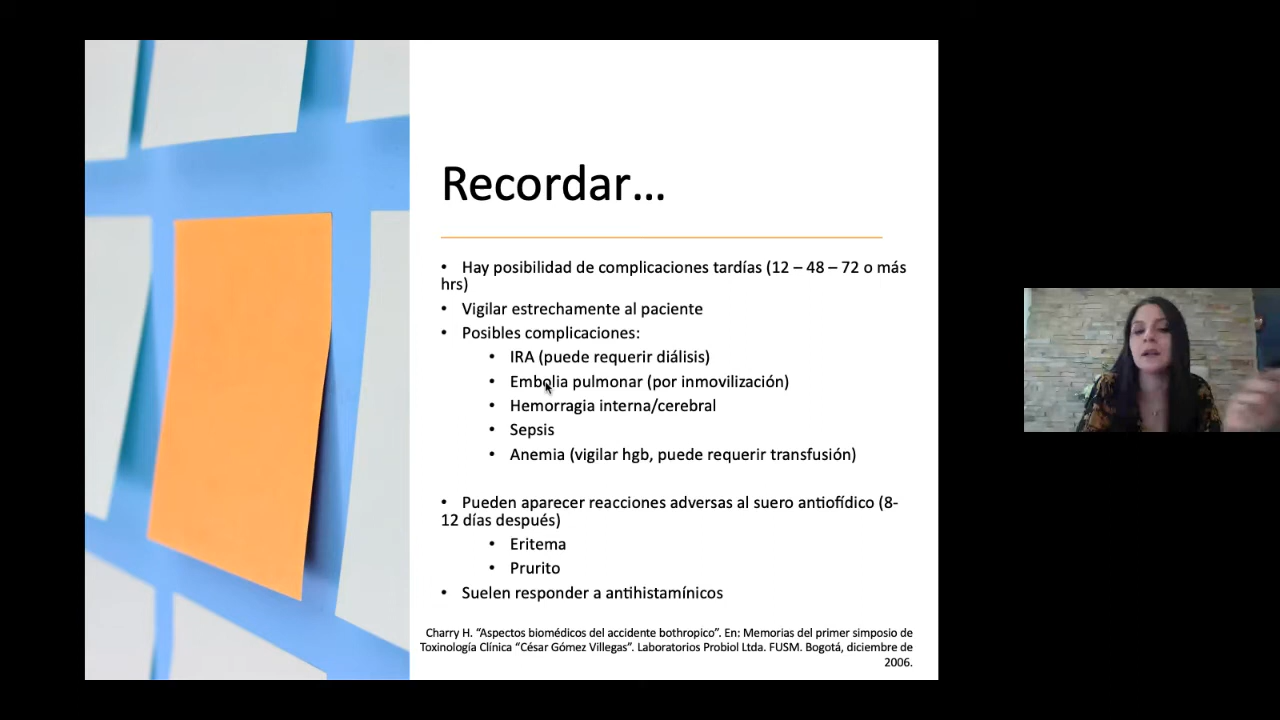 Recordar...
• Hay posibilidad de complicaciones tardías (12 – 48 – 72 o más
hrs)
• Vigilar estrechamente al paciente
• Posibles complicaciones:
• IRA (puede requerir diálisis)
• Embolia pulmonar (por inmovilización)
• Hemorragia interna/cerebral
• Sepsis
• Anemia (vigilar hgb, puede requerir transfusión)
• Pueden aparecer reacciones adversas al suero antiofídico (8-
12 días después)
• Eritema
• Prurito
• Suelen responder a antihistamínicos
Charry H. “Aspectos biomédicos del accidente bothropico”. En: Memorias del primer simposio de
Toxinología Clínica “César Gómez Villegas”. Laboratorios Probiol Ltda. FUSM. Bogotá, diciembre de
2006.